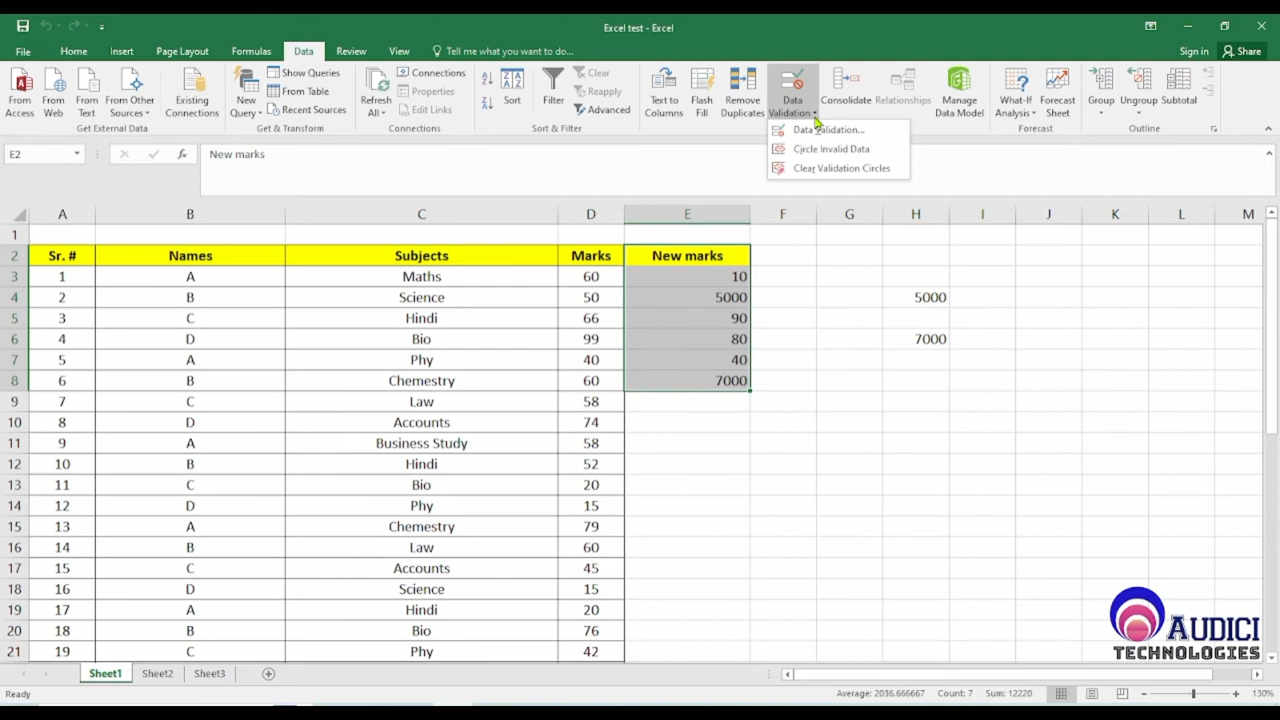 Excel test - Excel
File Home Insert Page Layout Formulas Data Review View Tell me what you want to do... Sign in Share
From Access From Web From Text From Other Sources Existing Connections
Get External Data
New Query Show Queries From Table Recent Sources
Get & Transform
Refresh All Connections Properties Edit Links
Connections
Sort Filter Clear Reapply Advanced
Sort & Filter
Text to Columns Flash Fill Remove Duplicates Data Validation Consolidate Relationships Manage Data Model
What-If Analysis Forecast Sheet
Forecast
Group Ungroup Subtotal
Outline
Data Validation...
Circle Invalid Data
Clear Validation Circles
E2 fx New marks
A B C D E F G H I J K L M
1
2 Sr. # Names Subjects Marks New marks
3 1 A Maths 60 10
4 2 B Science 50 5000 5000
5 3 C Hindi 66 90
6 4 D Bio 99 80 7000
7 5 A Phy 40 40
8 6 B Chemestry 60 7000
9 7 C Law 58
10 8 D Accounts 74
11 9 A Business Study 58
12 10 B Hindi 52
13 11 C Bio 20
14 12 D Phy 15
15 13 A Chemestry 79
16 14 B Law 60
17 15 C Accounts 45
18 16 D Science 15
19 17 A Hindi 20
20 18 B Bio 76
21 19 C Phy 42
AUDICI
TECHNOLOGIES
Sheet1 Sheet2 Sheet3
Ready Average: 2036.666667 Count: 7 Sum: 12220 130%